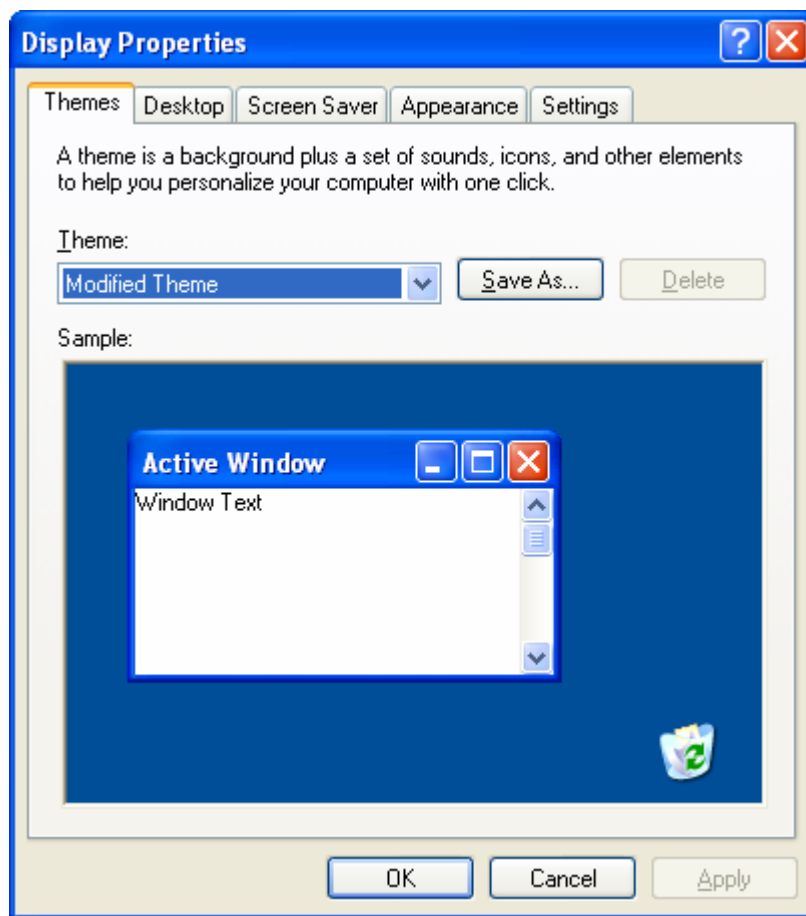 Display Properties
Themes Desktop Screen Saver Appearance Settings
A theme is a background plus a set of sounds, icons, and other elements
to help you personalize your computer with one click.
Theme:
Modified Theme Save As... Delete
Sample:
Active Window
Window Text
OK Cancel Apply